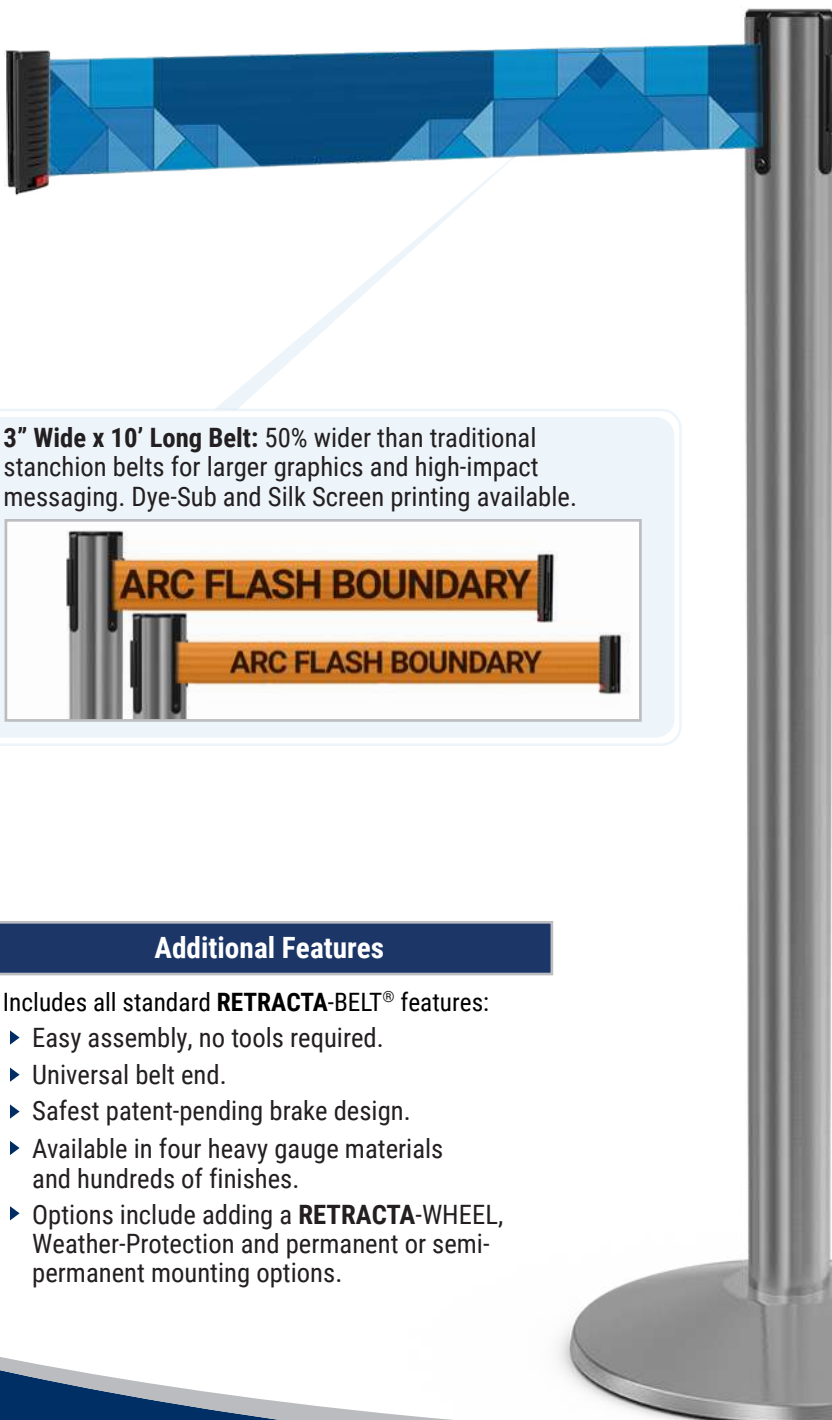 3” Wide x 10’ Long Belt: 50% wider than traditional
stanchion belts for larger graphics and high-impact
messaging. Dye-Sub and Silk Screen printing available.
ARC FLASH BOUNDARY
ARC FLASH BOUNDARY
Additional Features
Includes all standard RETRACTA-BELT® features:
Easy assembly, no tools required.
Universal belt end.
Safest patent-pending brake design.
Available in four heavy gauge materials
and hundreds of finishes.
Options include adding a RETRACTA-WHEEL,
Weather-Protection and permanent or semi-
permanent mounting options.